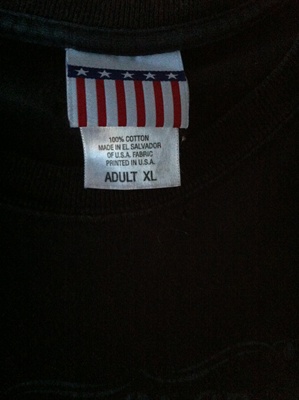 100% COTTON
MADE IN EL SALVADOR
OF U.S.A. FABRIC
PRINTED IN U.S.A.
ADULT XL